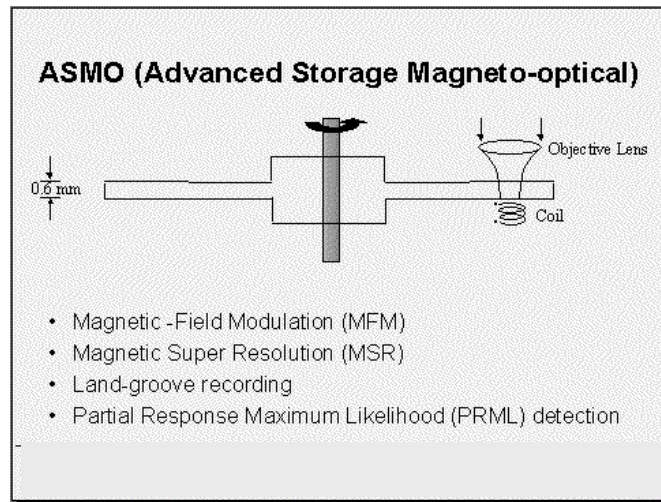 ASMO (Advanced Storage Magneto-optical)
Objective Lens
0.6 mm
Coil
• Magnetic -Field Modulation (MFM)
• Magnetic Super Resolution (MSR)
• Land-groove recording
• Partial Response Maximum Likelihood (PRML) detection